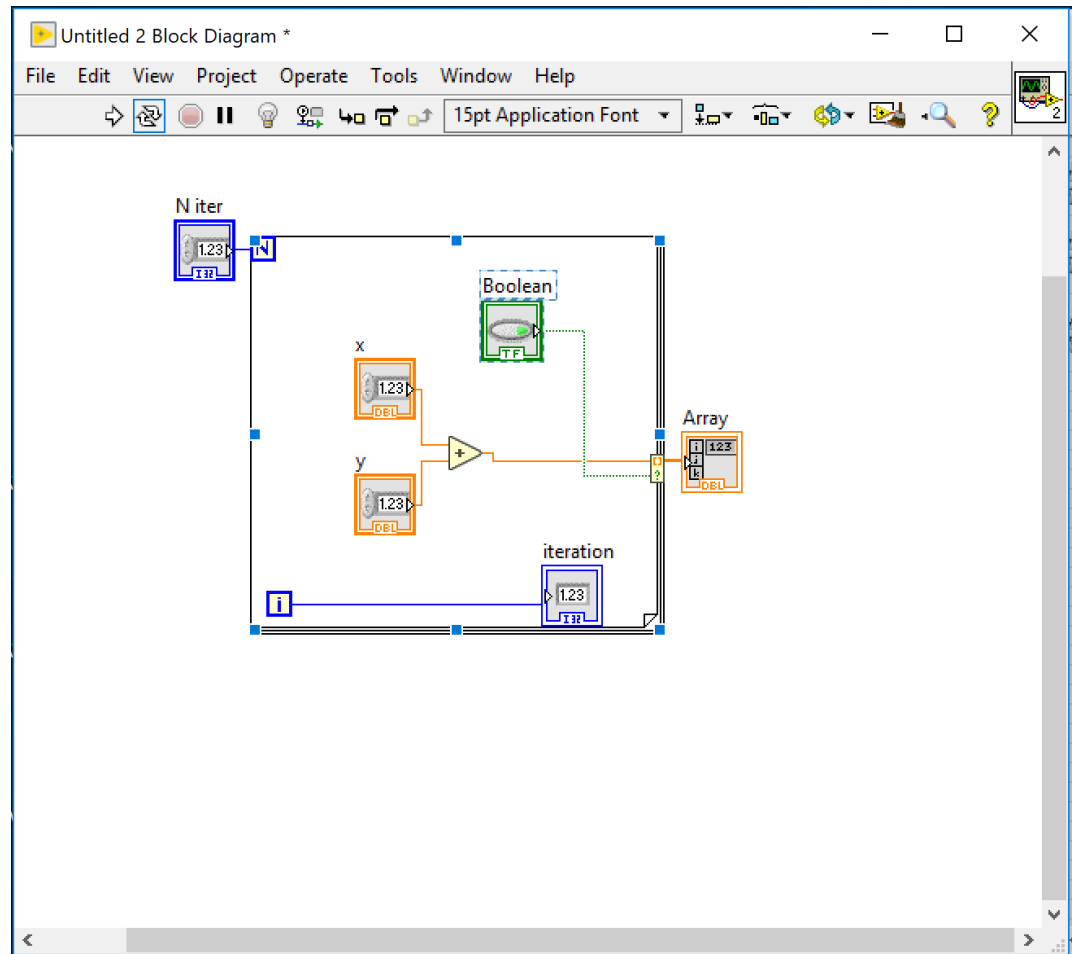 Untitled 2 Block Diagram *
File Edit View Project Operate Tools Window Help
15pt Application Font
2
N iter
1.23
I32
N
Boolean
TF
x
1.23
DBL
+
y
1.23
DBL
[]
?
Array
i
j
k
123
DBL
iteration
1.23
I32
i